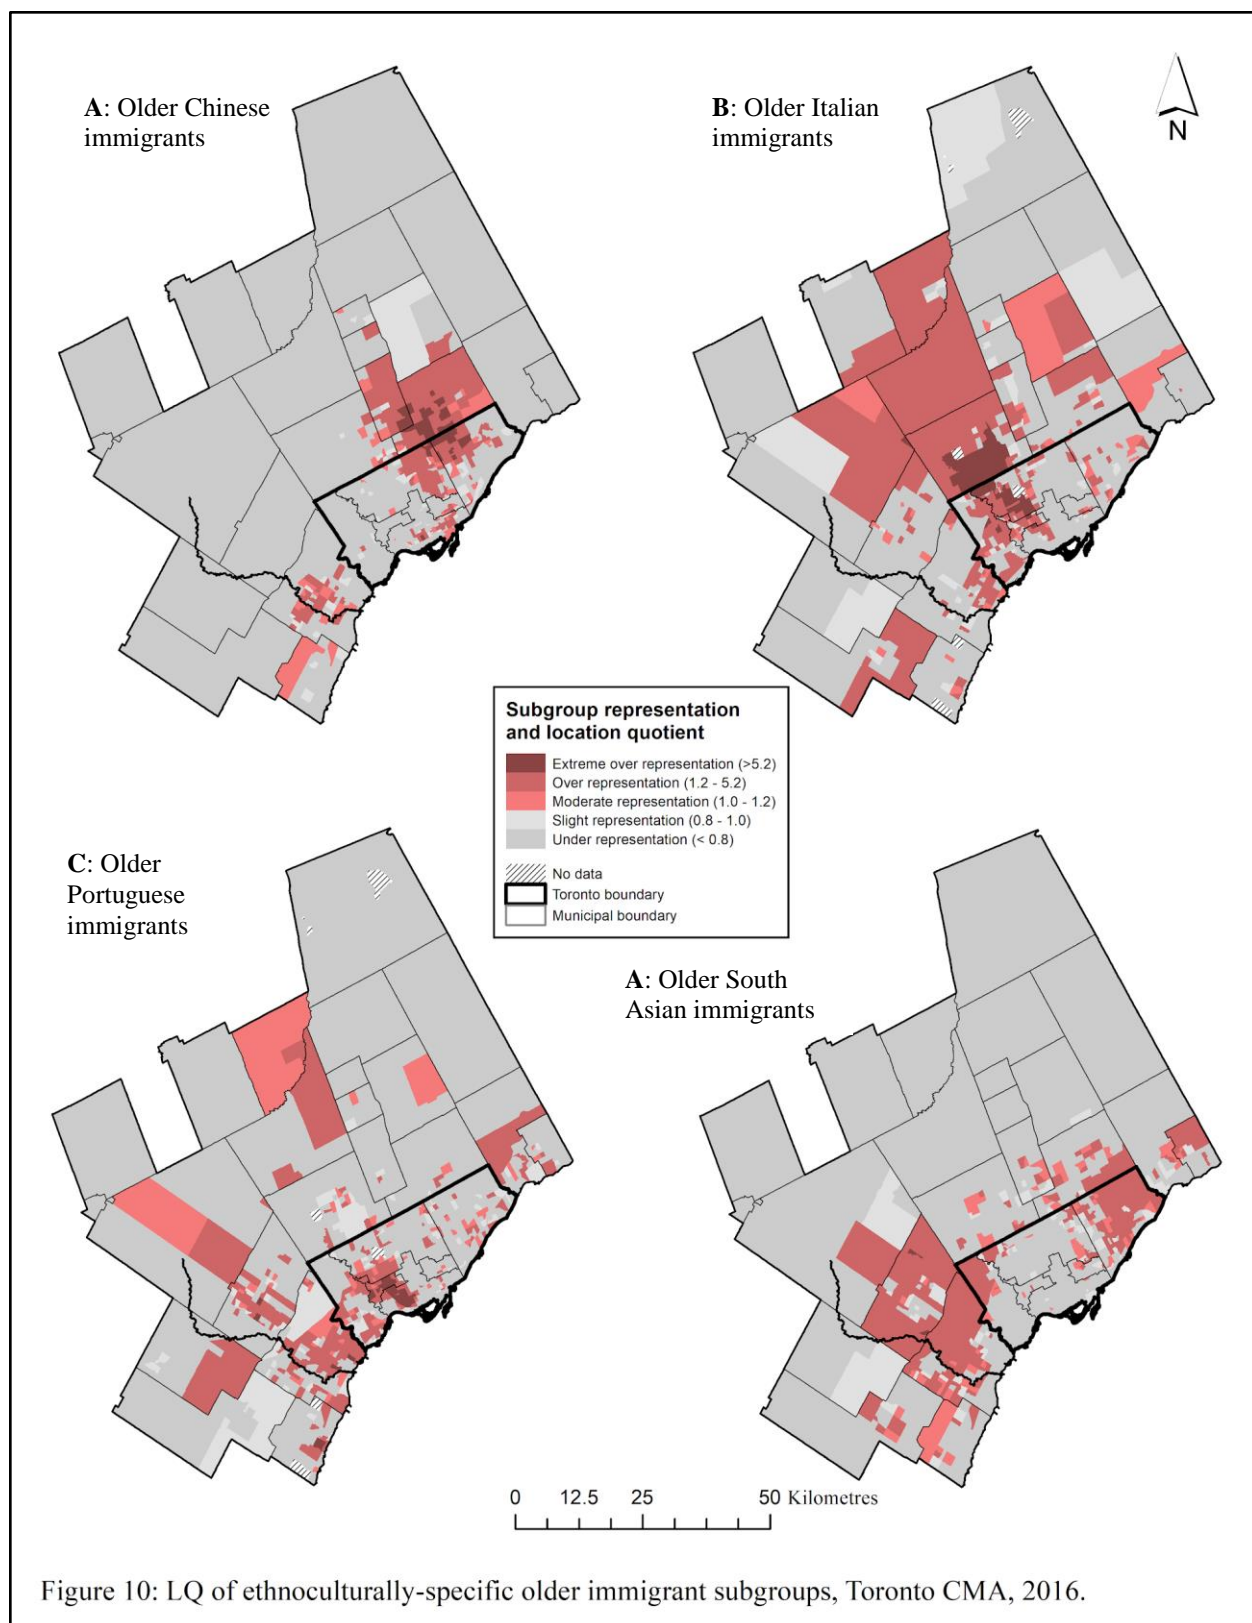 A: Older Chinese
immigrants
B: Older Italian
immigrants
N
Subgroup representation
and location quotient
Extreme over representation (>5.2)
Over representation (1.2 - 5.2)
Moderate representation (1.0 - 1.2)
Slight representation (0.8 - 1.0)
Under representation (< 0.8)
No data
Toronto boundary
Municipal boundary
C: Older
Portuguese
immigrants
A: Older South
Asian immigrants
0 12.5 25 50 Kilometres
Figure 10: LQ of ethnoculturally-specific older immigrant subgroups, Toronto CMA, 2016.